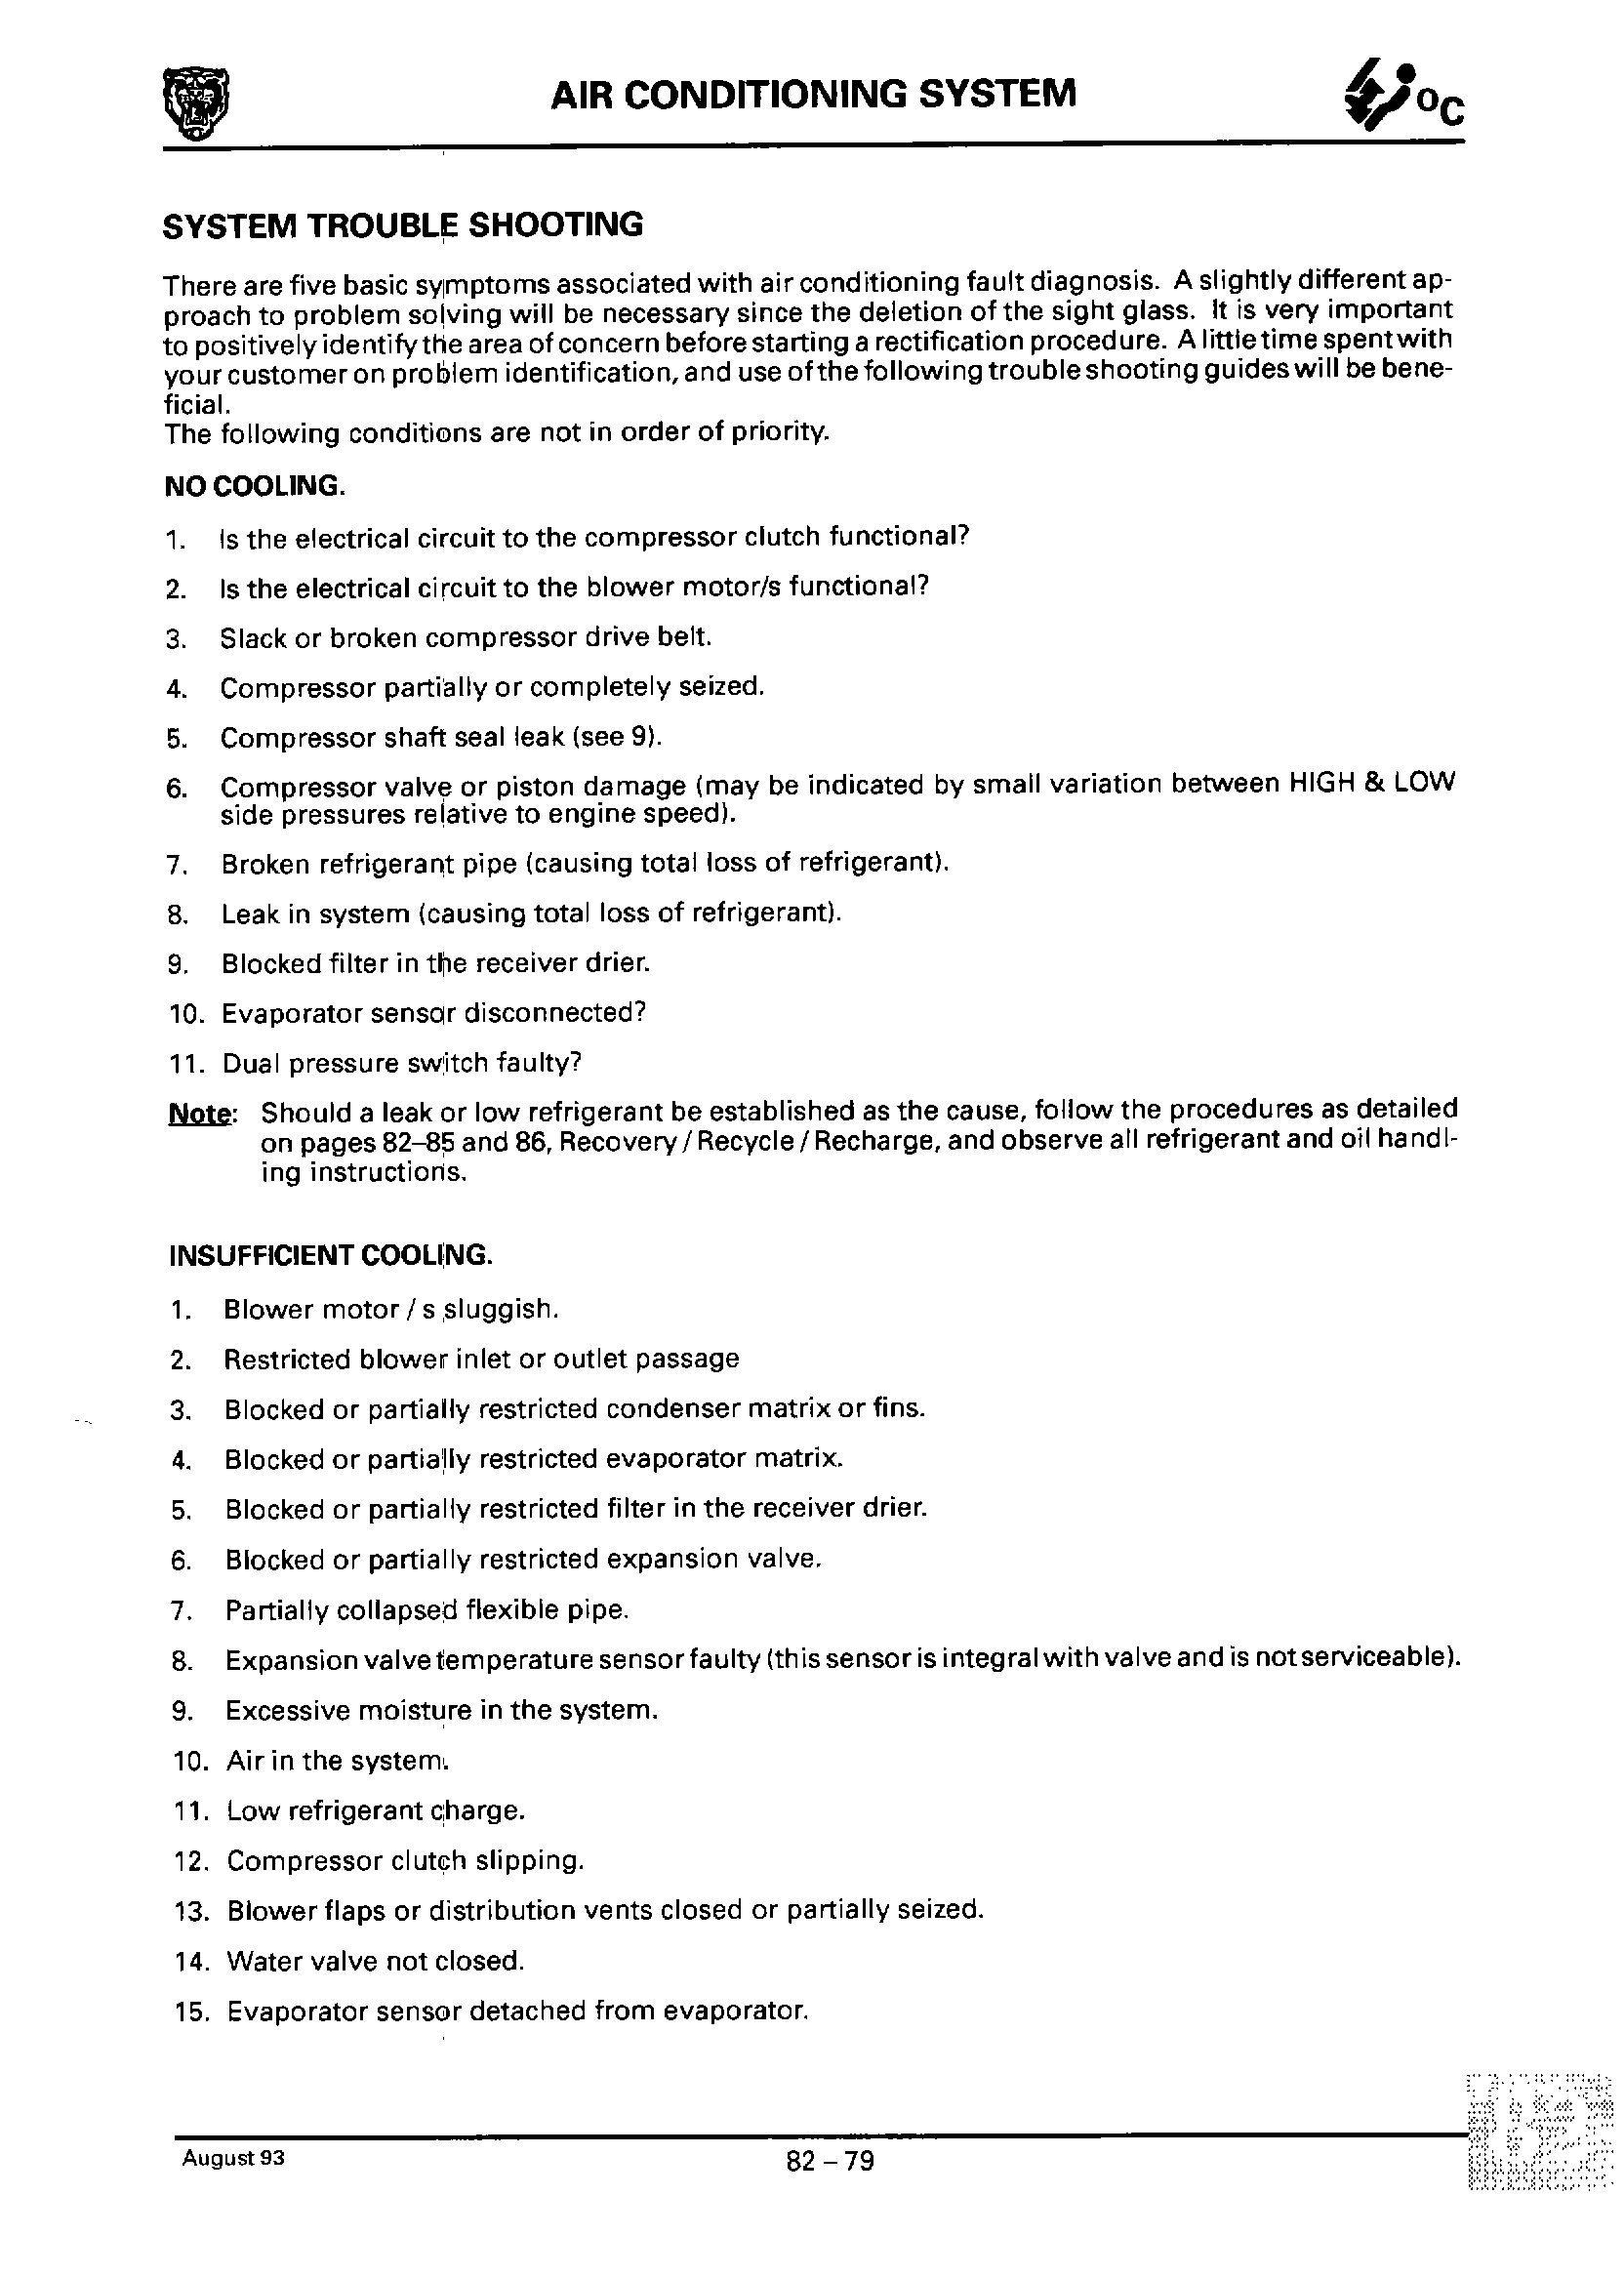 AIR CONDITIONING SYSTEM
oC
SYSTEM TROUBLE SHOOTING
There are five basic symptoms associated with air conditioning fault diagnosis. A slightly different ap-
proach to problem solving will be necessary since the deletion of the sight glass. It is very important
to positively identify the area of concern before starting a rectification procedure. A little time spent with
your customer on problem identification, and use of the following trouble shooting guides will be bene-
ficial.
The following conditions are not in order of priority.
NO COOLING.
1. Is the electrical circuit to the compressor clutch functional?
2. Is the electrical circuit to the blower motor/s functional?
3. Slack or broken compressor drive belt.
4. Compressor partially or completely seized.
5. Compressor shaft seal leak (see 9).
6. Compressor valve or piston damage (may be indicated by small variation between HIGH & LOW
side pressures relative to engine speed).
7. Broken refrigerant pipe (causing total loss of refrigerant).
8. Leak in system (causing total loss of refrigerant).
9. Blocked filter in the receiver drier.
10. Evaporator sensor disconnected?
11. Dual pressure switch faulty?
Note: Should a leak or low refrigerant be established as the cause, follow the procedures as detailed
on pages 82–85 and 86, Recovery / Recycle / Recharge, and observe all refrigerant and oil handl-
ing instructions.
INSUFFICIENT COOLING.
1. Blower motor / s sluggish.
2. Restricted blower inlet or outlet passage
3. Blocked or partially restricted condenser matrix or fins.
4. Blocked or partially restricted evaporator matrix.
5. Blocked or partially restricted filter in the receiver drier.
6. Blocked or partially restricted expansion valve.
7. Partially collapsed flexible pipe.
8. Expansion valve temperature sensor faulty (this sensor is integral with valve and is not serviceable).
9. Excessive moisture in the system.
10. Air in the system.
11. Low refrigerant charge.
12. Compressor clutch slipping.
13. Blower flaps or distribution vents closed or partially seized.
14. Water valve not closed.
15. Evaporator sensor detached from evaporator.
August 93
82 – 79